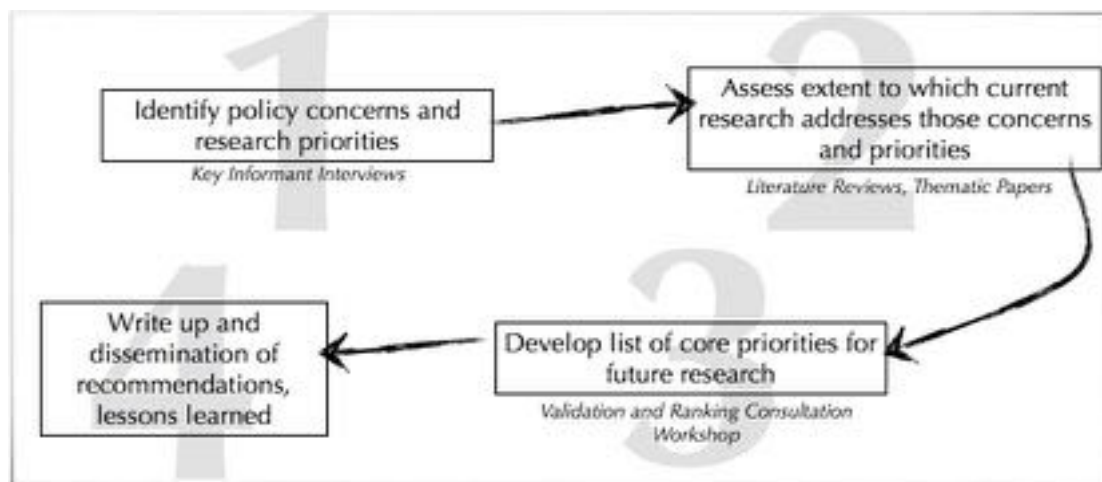 1
Identify policy concerns and
research priorities
Key Informant Interviews
2
Assess extent to which current
research addresses those concerns
and priorities
Literature Reviews, Thematic Papers
3
Develop list of core priorities for
future research
Validation and Ranking Consultation
Workshop
4
Write up and
dissemination of
recommendations,
lessons learned